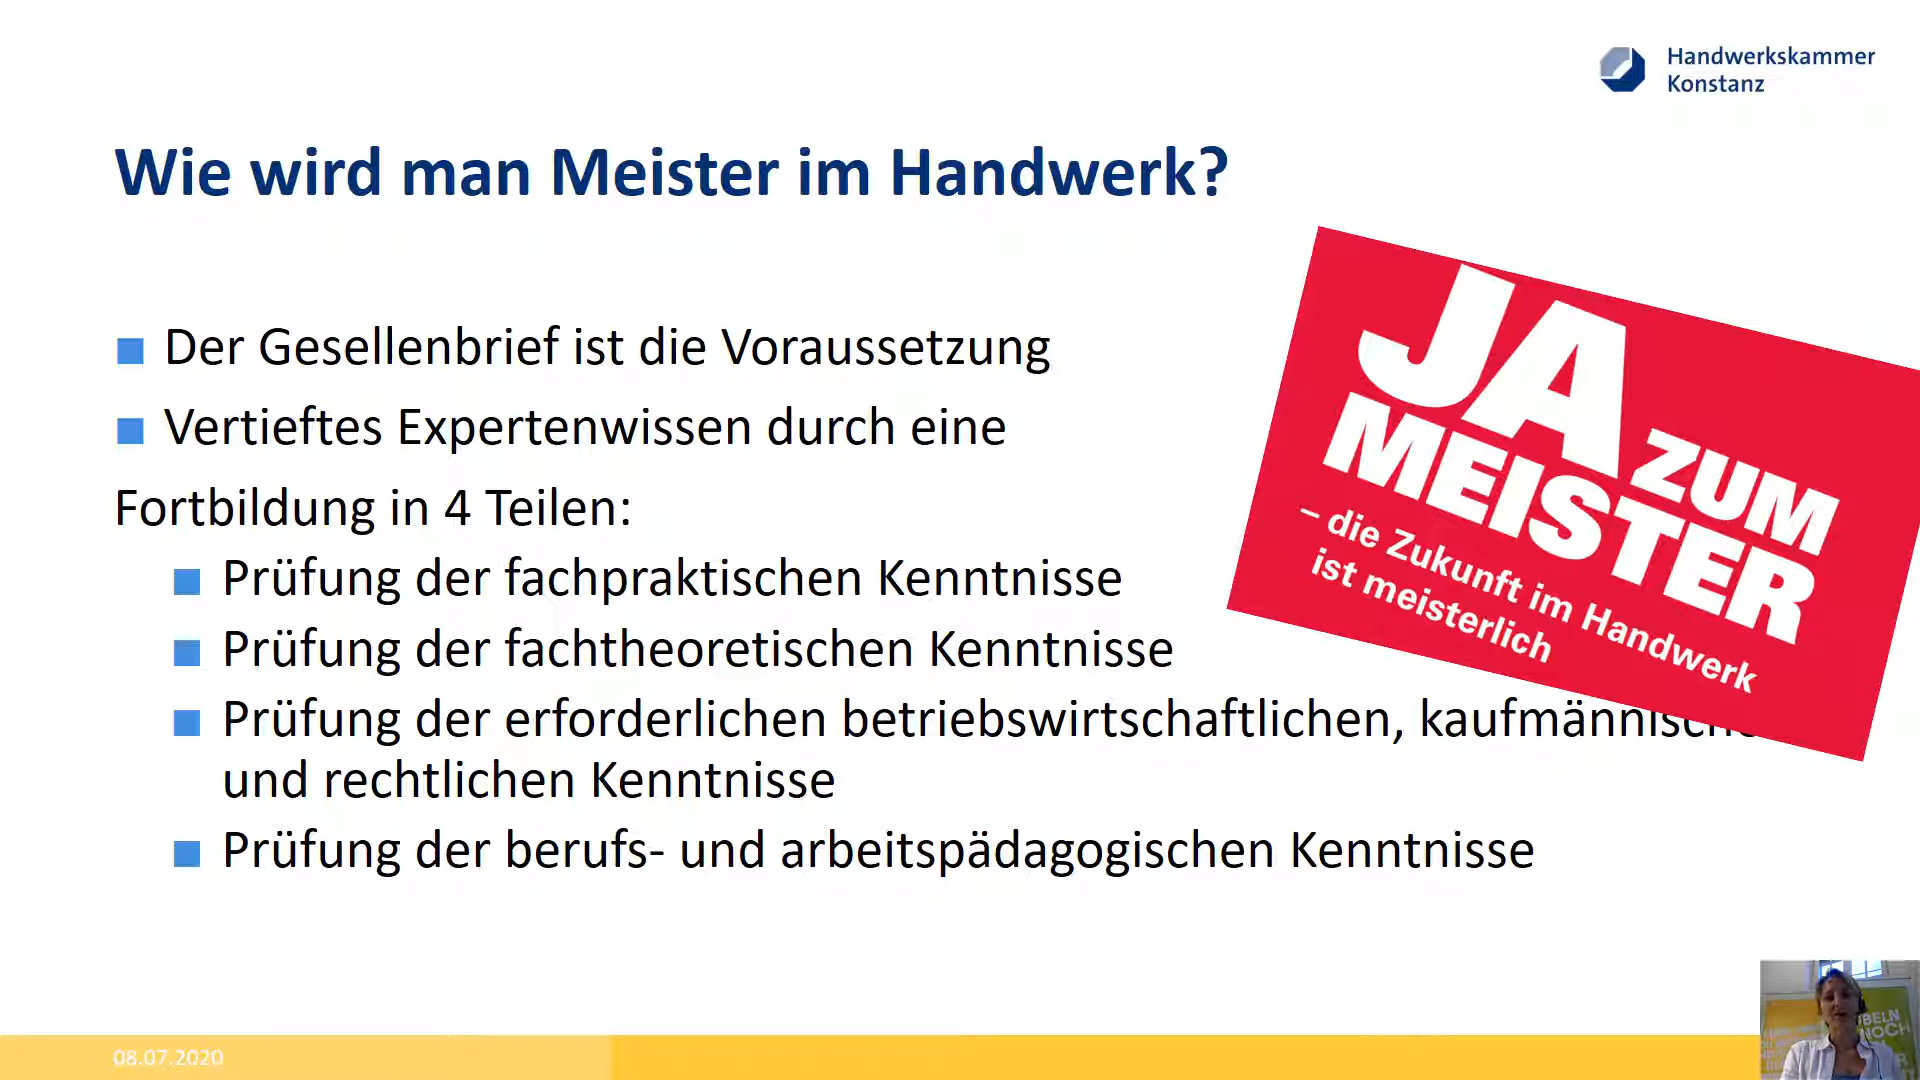 Handwerkskammer
Konstanz
Wie wird man Meister im Handwerk?
Der Gesellenbrief ist die Voraussetzung
Vertieftes Expertenwissen durch eine
Fortbildung in 4 Teilen:
Prüfung der fachpraktischen Kenntnisse
Prüfung der fachtheoretischen Kenntnisse
Prüfung der erforderlichen betriebswirtschaftlichen,
und rechtlichen Kenntnisse
Prüfung der berufs- und arbeitspädagogischen Kenntnisse
JA ZUM
MEISTER
– die Zukunft im Handwerk
ist meisterlich
08.07.2020
NOCH